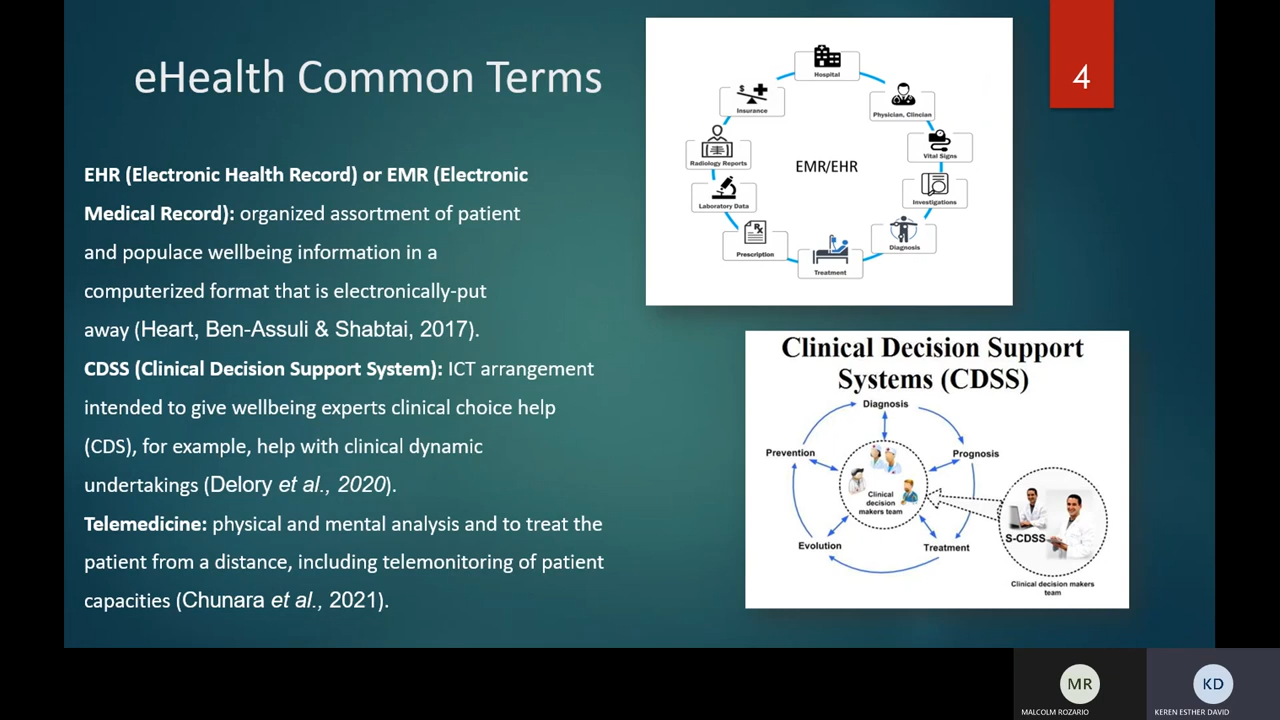 eHealth Common Terms
4
EHR (Electronic Health Record) or EMR (Electronic
Medical Record): organized assortment of patient
and populace wellbeing information in a
computerized format that is electronically-put
away (Heart, Ben-Assuli & Shabtai, 2017).
CDSS (Clinical Decision Support System): ICT arrangement
intended to give wellbeing experts clinical choice help
(CDS), for example, help with clinical dynamic
undertakings (Delory et al., 2020).
Telemedicine: physical and mental analysis and to treat the
patient from a distance, including telemonitoring of patient
capacities (Chunara et al., 2021).
Hospital
Physician, Clincian
Vital Signs
Investigations
Diagnosis
Treatment
Prescription
Rx
Laboratory Data
Radiology Reports
Insurance
$
EMR/EHR
Clinical Decision Support
Systems (CDSS)
Diagnosis
Prognosis
Treatment
Evolution
Prevention
Clinical
decision
makers team
S-CDSS
Clinical decision makers
team
MR
MALCOLM ROZARIO
KD
KEREN ESTHER DAVID